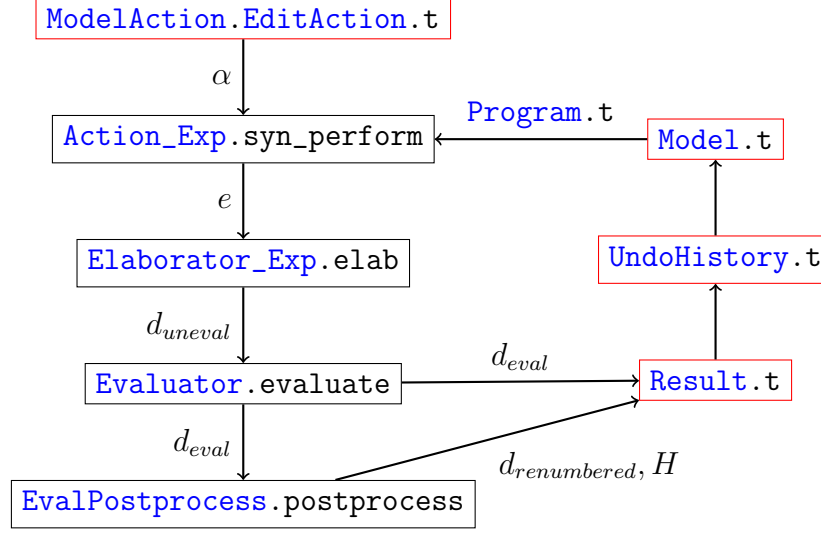 ModelAction.EditAction.t
α
Program.t
Action_Exp.syn_perform
Model.t
e
Elaborator_Exp.elab
UndoHistory.t
d_uneval
d_eval
Evaluator.evaluate
Result.t
d_eval
d_renumbered, H
EvalPostprocess.postprocess